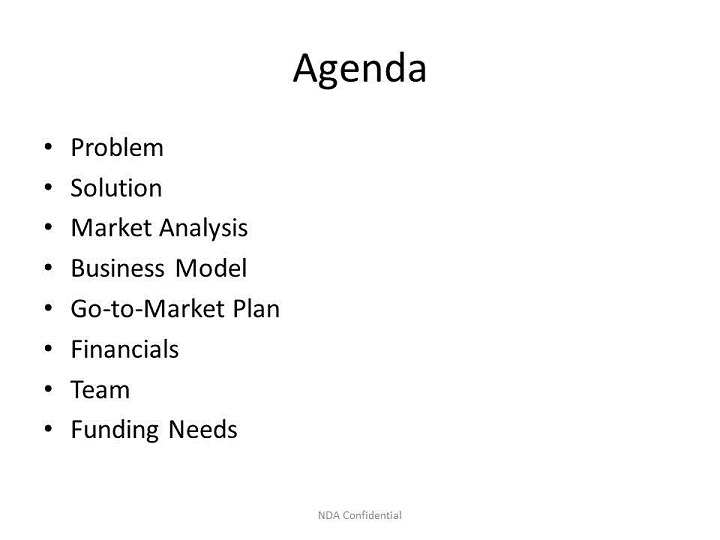 Agenda
• Problem
• Solution
• Market Analysis
• Business Model
• Go-to-Market Plan
• Financials
• Team
• Funding Needs
NDA Confidential